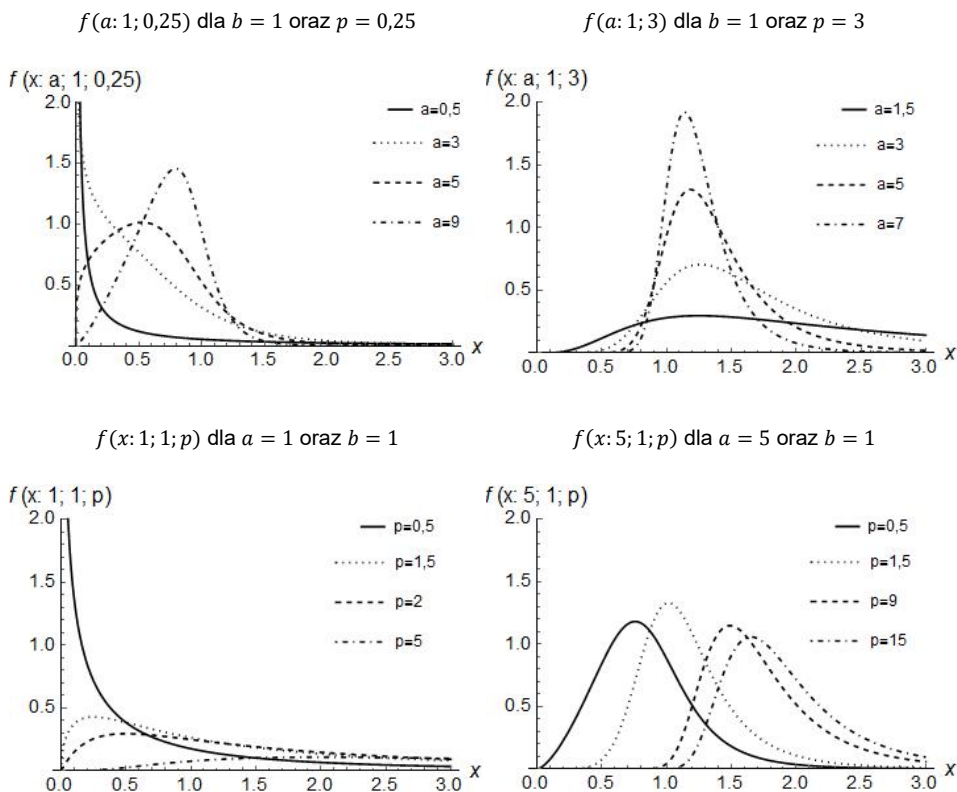 f(a: 1; 0,25) dla b = 1 oraz p = 0,25
f(a: 1; 3) dla b = 1 oraz p = 3
f (x: a; 1; 0,25)
2.0
1.5
1.0
0.5
0.0 0.5 1.0 1.5 2.0 2.5 3.0 x
a=0,5
a=3
a=5
a=9
f (x: a; 1; 3)
2.0
1.5
1.0
0.5
0.0 0.5 1.0 1.5 2.0 2.5 3.0 x
a=1,5
a=3
a=5
a=7
f(x: 1; 1; p) dla a = 1 oraz b = 1
f(x: 5; 1; p) dla a = 5 oraz b = 1
f (x: 1; 1; p)
2.0
1.5
1.0
0.5
0.0 0.5 1.0 1.5 2.0 2.5 3.0 x
p=0,5
p=1,5
p=2
p=5
f (x: 5; 1; p)
2.0
1.5
1.0
0.5
0.0 0.5 1.0 1.5 2.0 2.5 3.0 x
p=0,5
p=1,5
p=9
p=15